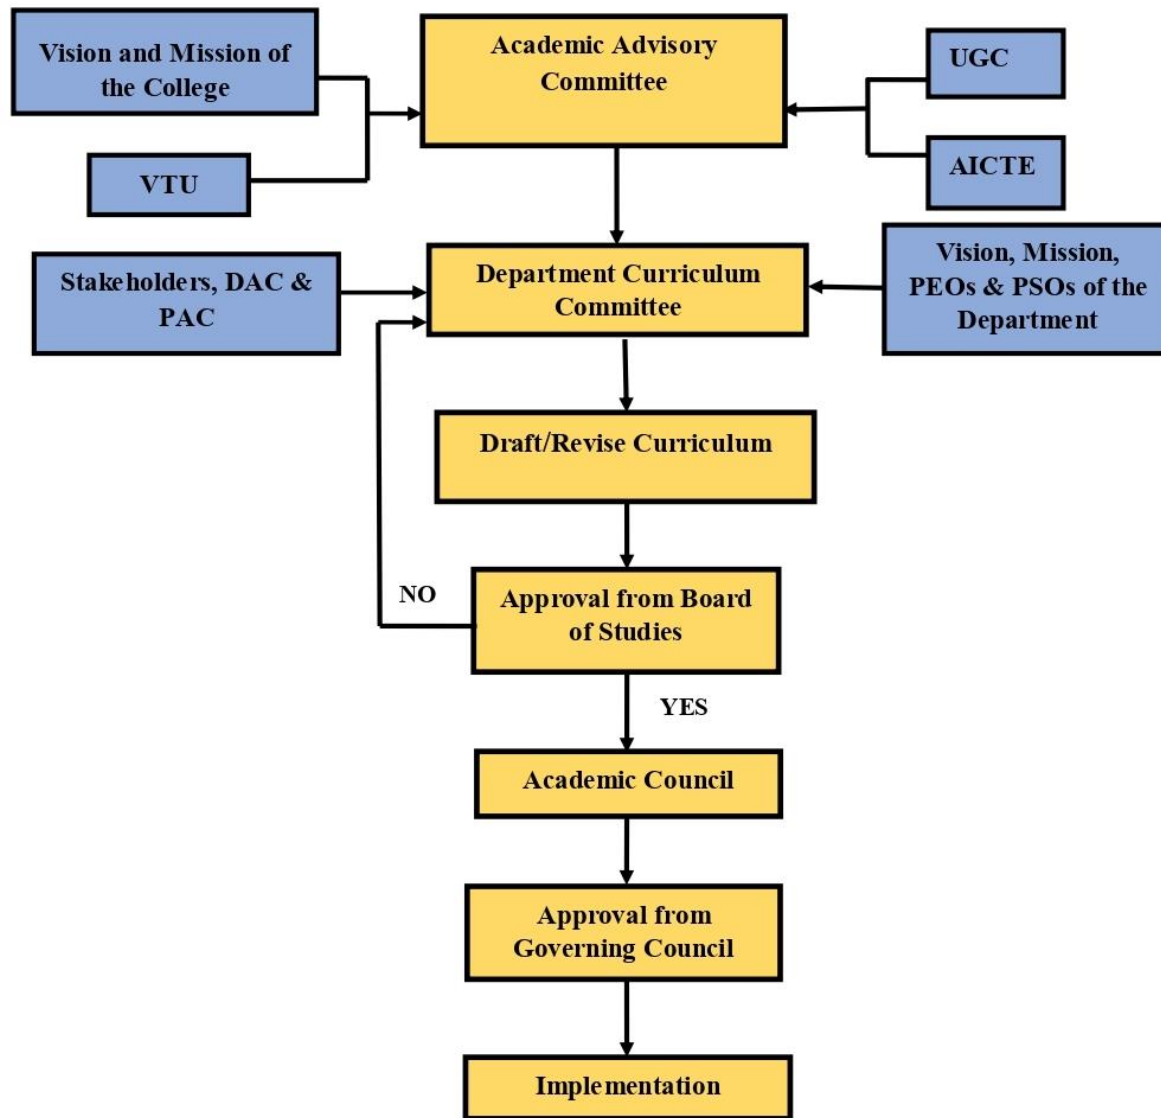 Vision and Mission of
the College
Academic Advisory
Committee
UGC
VTU
AICTE
Stakeholders, DAC &
PAC
Department Curriculum
Committee
Vision, Mission,
PEOs & PSOs of the
Department
Draft/Revise Curriculum
NO
Approval from Board
of Studies
YES
Academic Council
Approval from
Governing Council
Implementation